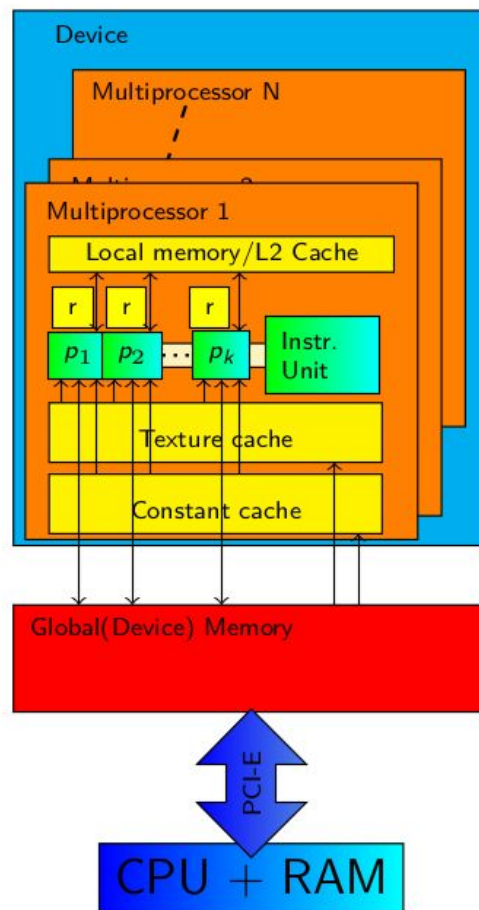 Device
Multiprocessor N
Multiprocessor 1
Local memory/L2 Cache
r r r
p₁ p₂ ... pₖ
Instr.
Unit
Texture cache
Constant cache
Global(Device) Memory
PCI-E
CPU + RAM